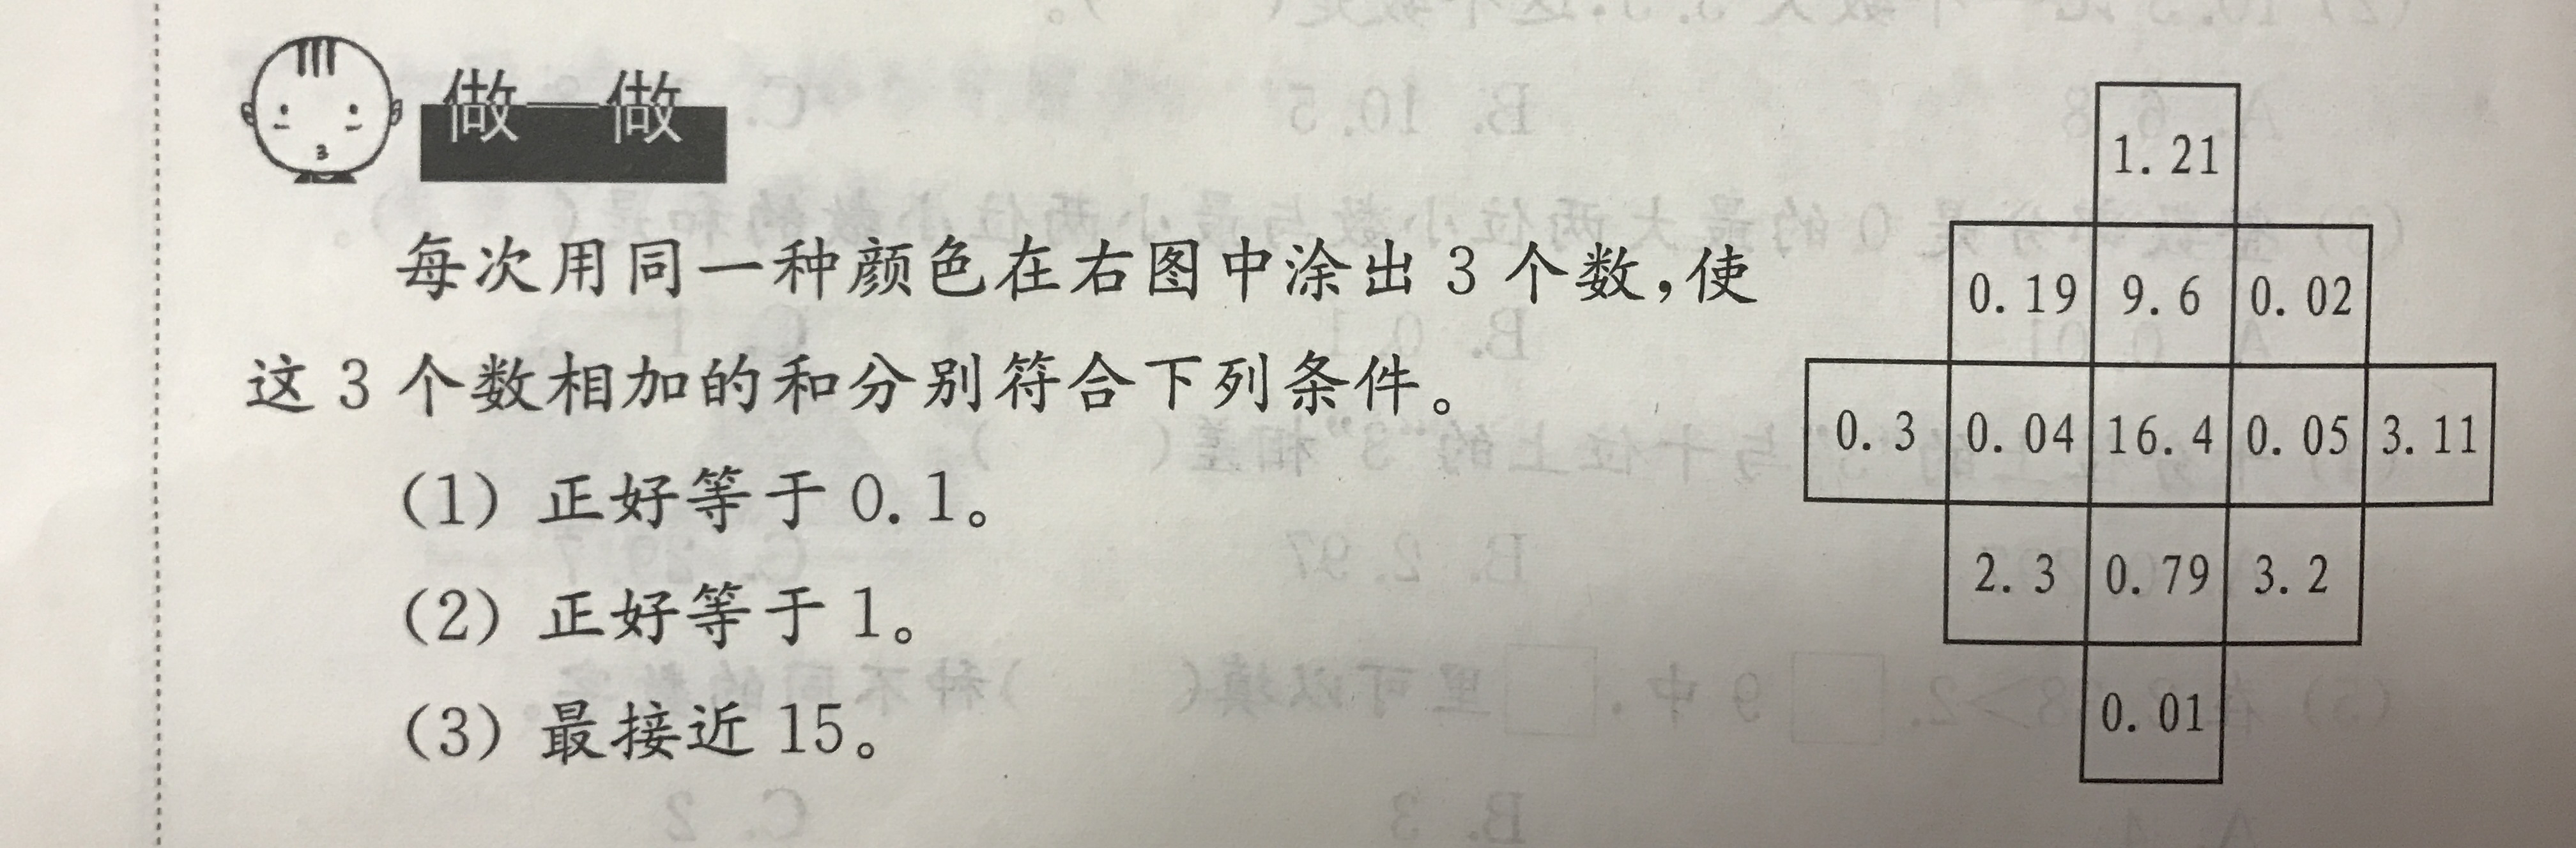 做一做
每次用同一种颜色在右图中涂出 3 个数,使
这 3 个数相加的和分别符合下列条件。
(1) 正好等于 0.1。
(2) 正好等于 1。
(3) 最接近 15。
1.21
0.19 9.6 0.02
0.3 0.04 16.4 0.05 3.11
2.3 0.79 3.2
0.01